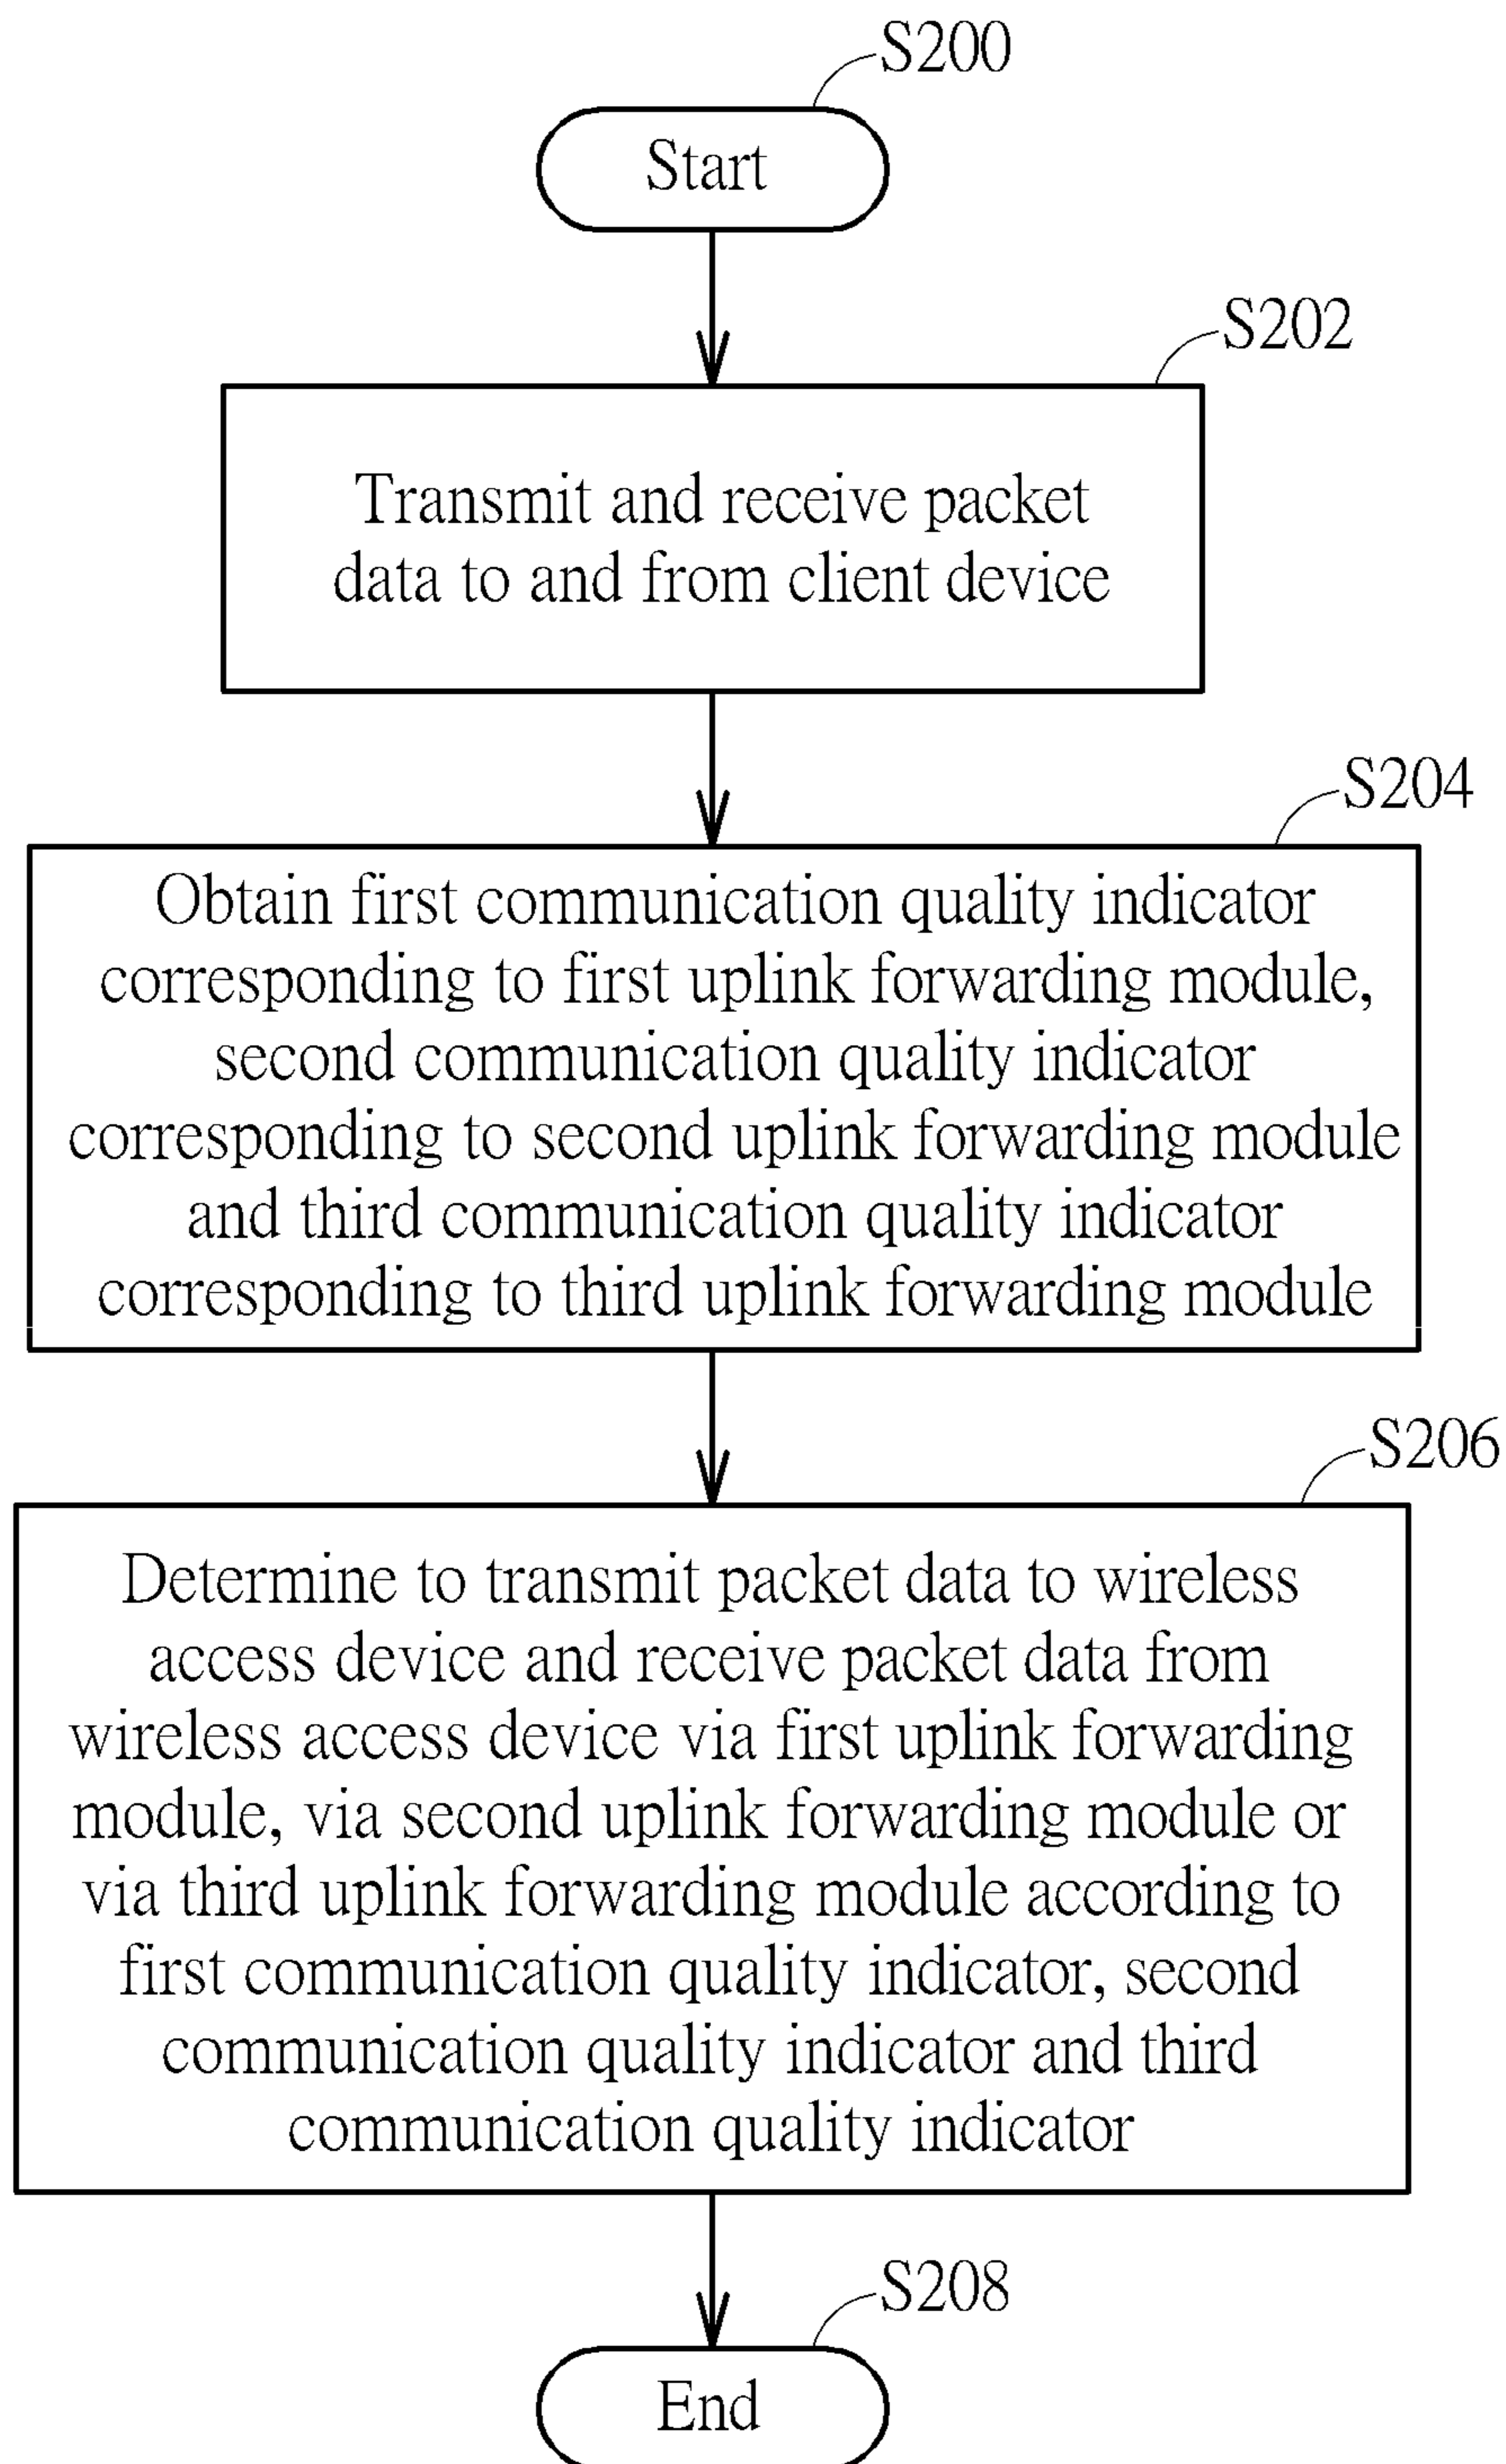 S200
Start
S202
Transmit and receive packet
data to and from client device
S204
Obtain first communication quality indicator
corresponding to first uplink forwarding module,
second communication quality indicator
corresponding to second uplink forwarding module
and third communication quality indicator
corresponding to third uplink forwarding module
S206
Determine to transmit packet data to wireless
access device and receive packet data from
wireless access device via first uplink forwarding
module, via second uplink forwarding module or
via third uplink forwarding module according to
first communication quality indicator, second
communication quality indicator and third
communication quality indicator
S208
End